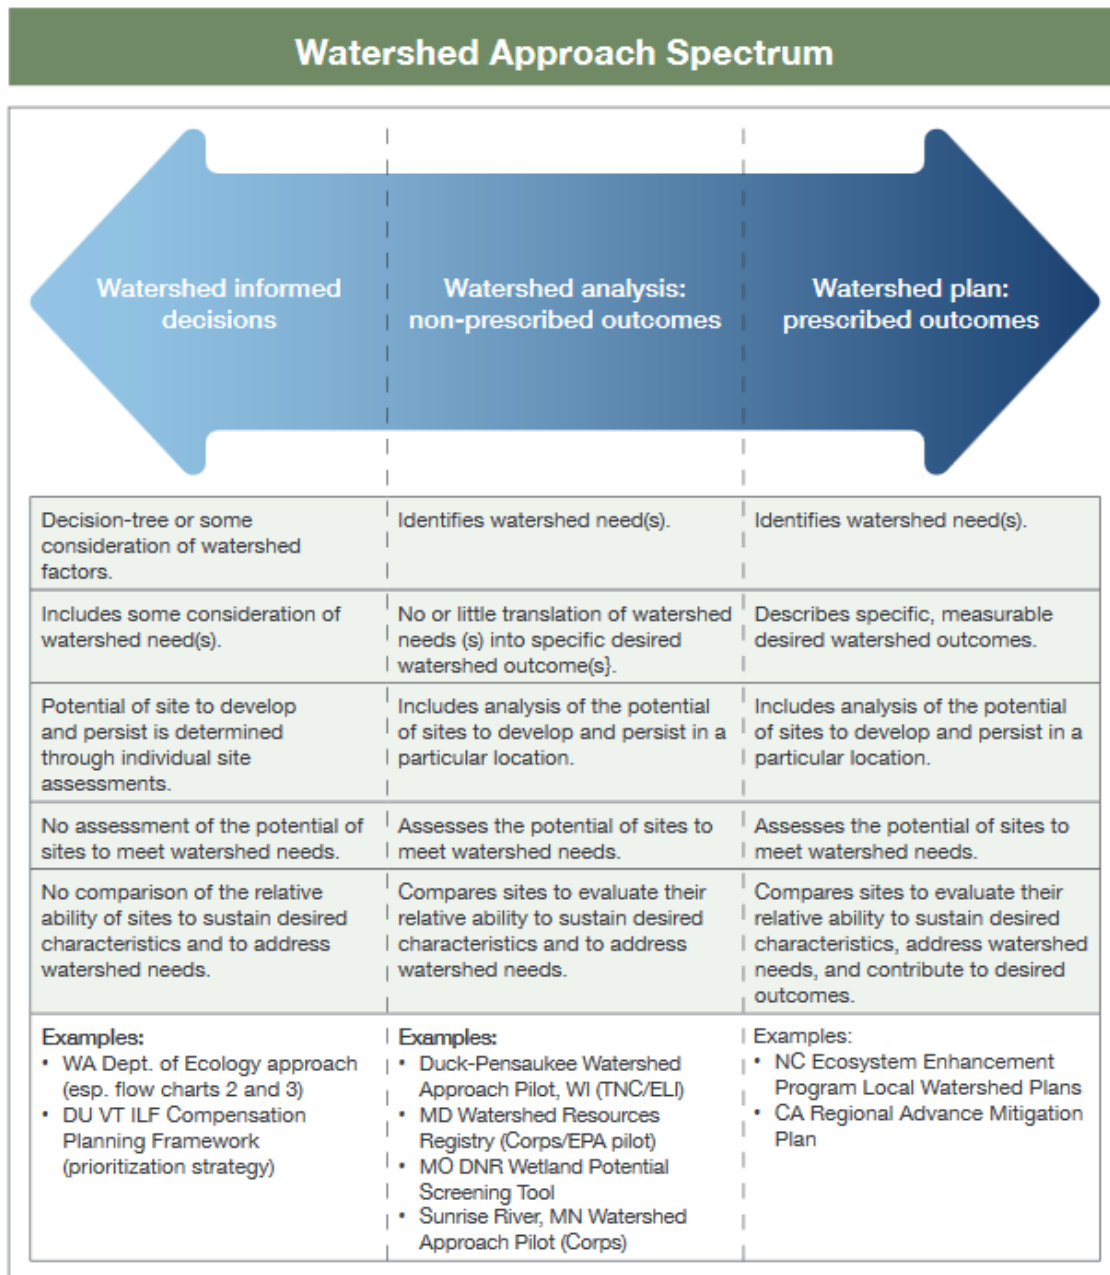 Watershed Approach Spectrum
Watershed informed
decisions
Watershed analysis:
non-prescribed outcomes
Watershed plan:
prescribed outcomes
Decision-tree or some
consideration of watershed
factors.
Identifies watershed need(s).
Identifies watershed need(s).
Includes some consideration of
watershed need(s).
No or little translation of watershed
needs (s) into specific desired
watershed outcome(s}.
Describes specific, measurable
desired watershed outcomes.
Potential of site to develop
and persist is determined
through individual site
assessments.
Includes analysis of the potential
of sites to develop and persist in a
particular location.
Includes analysis of the potential
of sites to develop and persist in a
particular location.
No assessment of the potential of
sites to meet watershed needs.
Assesses the potential of sites to
meet watershed needs.
Assesses the potential of sites to
meet watershed needs.
No comparison of the relative
ability of sites to sustain desired
characteristics and to address
watershed needs.
Compares sites to evaluate their
relative ability to sustain desired
characteristics and to address
watershed needs.
Compares sites to evaluate their
relative ability to sustain desired
characteristics, address watershed
needs, and contribute to desired
outcomes.
Examples:
• WA Dept. of Ecology approach
(esp. flow charts 2 and 3)
• DU VT ILF Compensation
Planning Framework
(prioritization strategy)
Examples:
• Duck-Pensaukee Watershed
Approach Pilot, WI (TNC/ELI)
• MD Watershed Resources
Registry (Corps/EPA pilot)
• MO DNR Wetland Potential
Screening Tool
• Sunrise River, MN Watershed
Approach Pilot (Corps)
Examples:
• NC Ecosystem Enhancement
Program Local Watershed Plans
• CA Regional Advance Mitigation
Plan